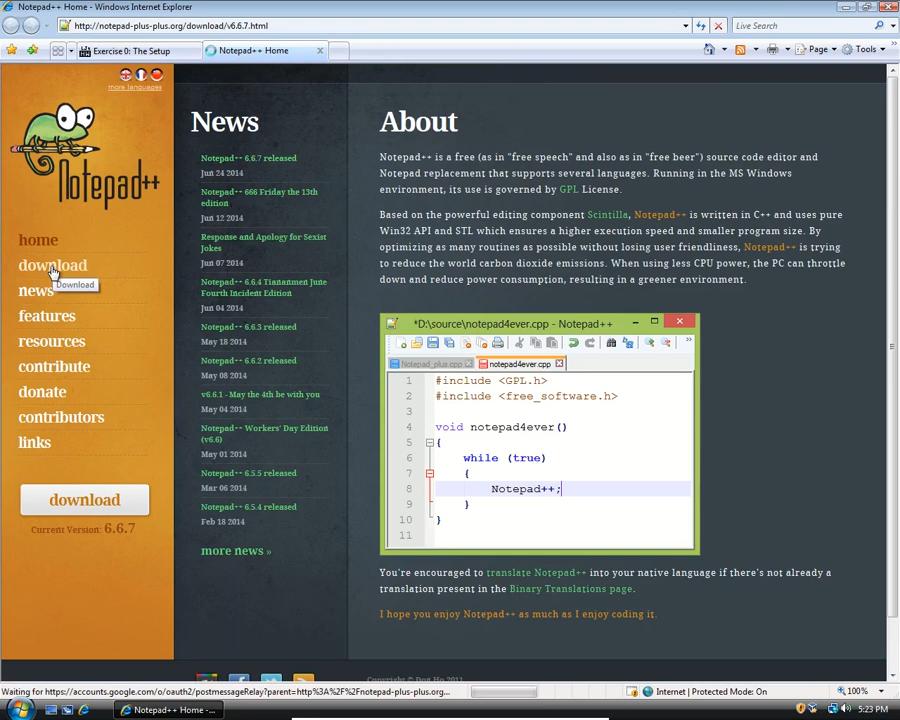 Notepad++ Home - Windows Internet Explorer
http://notepad-plus-plus.org/download/v6.6.7.html
Live Search
Exercise 0: The Setup
Notepad++ Home
Page
Tools
more languages
Notepad++
home
download
Download
news
features
resources
contribute
donate
contributors
links
download
Current Version: 6.6.7
News
Notepad++ 6.6.7 released
Jun 24 2014
Notepad++ 666 Friday the 13th
edition
Jun 12 2014
Response and Apology for Sexist
Jokes
Jun 07 2014
Notepad++ 6.6.4 Tiananmen June
Fourth Incident Edition
Jun 04 2014
Notepad++ 6.6.3 released
May 18 2014
Notepad++ 6.6.2 released
May 08 2014
v6.6.1 - May the 4th be with you
May 04 2014
Notepad++ Workers' Day Edition
(v6.6)
May 01 2014
Notepad++ 6.5.5 released
Mar 06 2014
Notepad++ 6.5.4 released
Feb 18 2014
more news »
About
Notepad++ is a free (as in "free speech" and also as in "free beer") source code editor and
Notepad replacement that supports several languages. Running in the MS Windows
environment, its use is governed by GPL License.
Based on the powerful editing component Scintilla, Notepad++ is written in C++ and uses pure
Win32 API and STL which ensures a higher execution speed and smaller program size. By
optimizing as many routines as possible without losing user friendliness, Notepad++ is trying
to reduce the world carbon dioxide emissions. When using less CPU power, the PC can throttle
down and reduce power consumption, resulting in a greener environment.
*D:\source\notepad4ever.cpp - Notepad++
Notepad_plus.cpp
notepad4ever.cpp
1 #include <GPL.h>
2 #include <free_software.h>
3
4 void notepad4ever()
5 {
6 while (true)
7 {
8 Notepad++;
9 }
10 }
11
You're encouraged to translate Notepad++ into your native language if there's not already a
translation present in the Binary Translations page.
I hope you enjoy Notepad++ as much as I enjoy coding it.
Copyright © Don Ho 2011
Waiting for https://accounts.google.com/o/oauth2/postmessageRelay?parent=http%3A%2F%2Fnotepad-plus-plus.org...
Internet | Protected Mode: On
100%
Notepad++ Home -...
5:23 PM